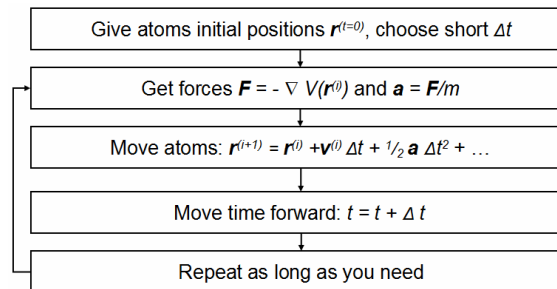 Give atoms initial positions r⁽ᵗ⁼⁰⁾, choose short Δt
Get forces F = - ∇ V(r⁽ⁱ⁾) and a = F/m
Move atoms: r⁽ⁱ⁺¹⁾ = r⁽ⁱ⁾ +v⁽ⁱ⁾ Δt + ¹/₂ a Δt² + …
Move time forward: t = t + Δ t
Repeat as long as you need